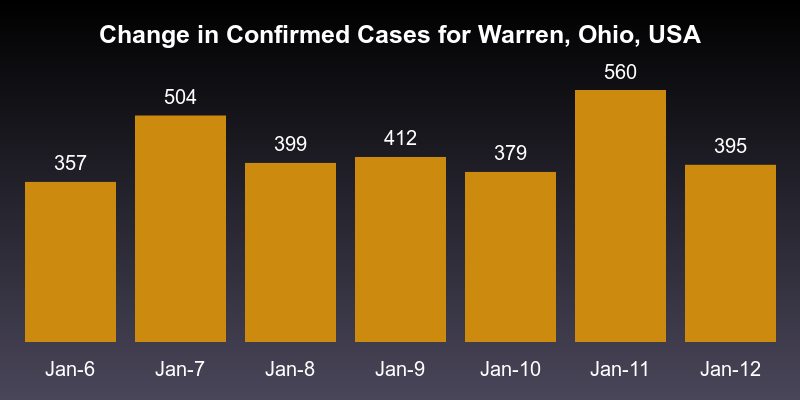 Change in Confirmed Cases for Warren, Ohio, USA
357 504 399 412 379 560 395
Jan-6 Jan-7 Jan-8 Jan-9 Jan-10 Jan-11 Jan-12